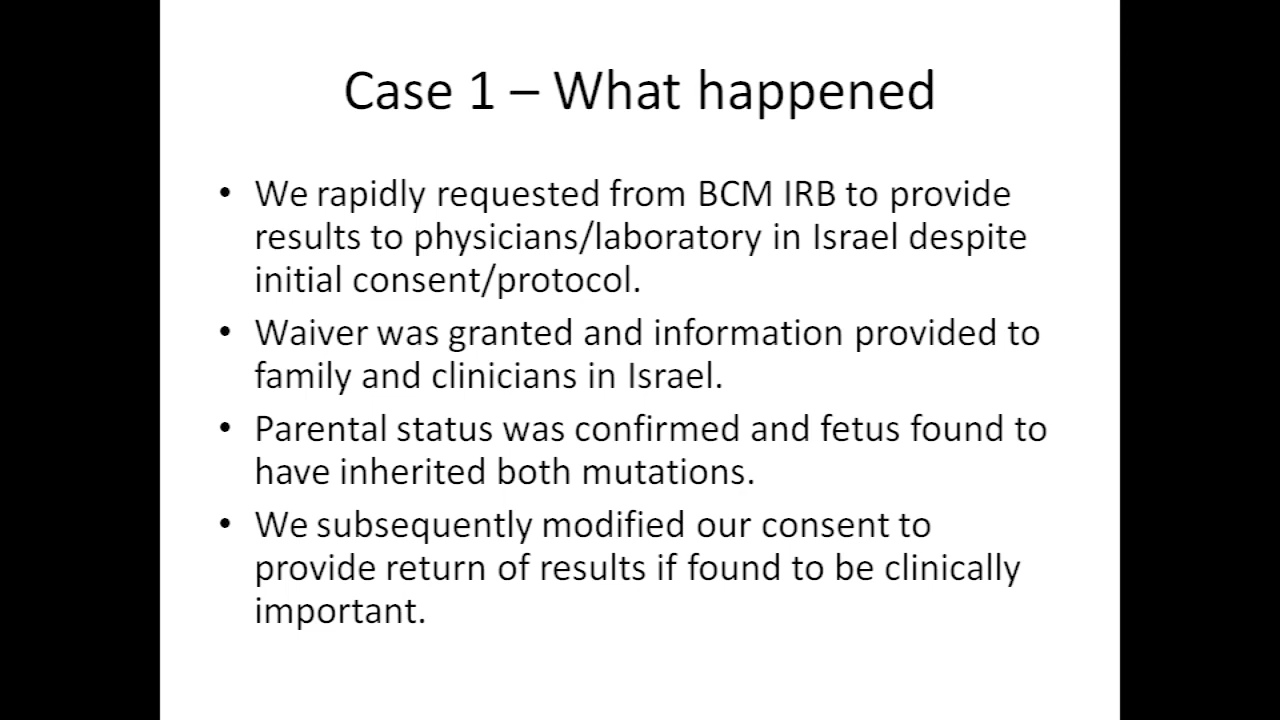 Case 1 – What happened
• We rapidly requested from BCM IRB to provide
results to physicians/laboratory in Israel despite
initial consent/protocol.
• Waiver was granted and information provided to
family and clinicians in Israel.
• Parental status was confirmed and fetus found to
have inherited both mutations.
• We subsequently modified our consent to
provide return of results if found to be clinically
important.